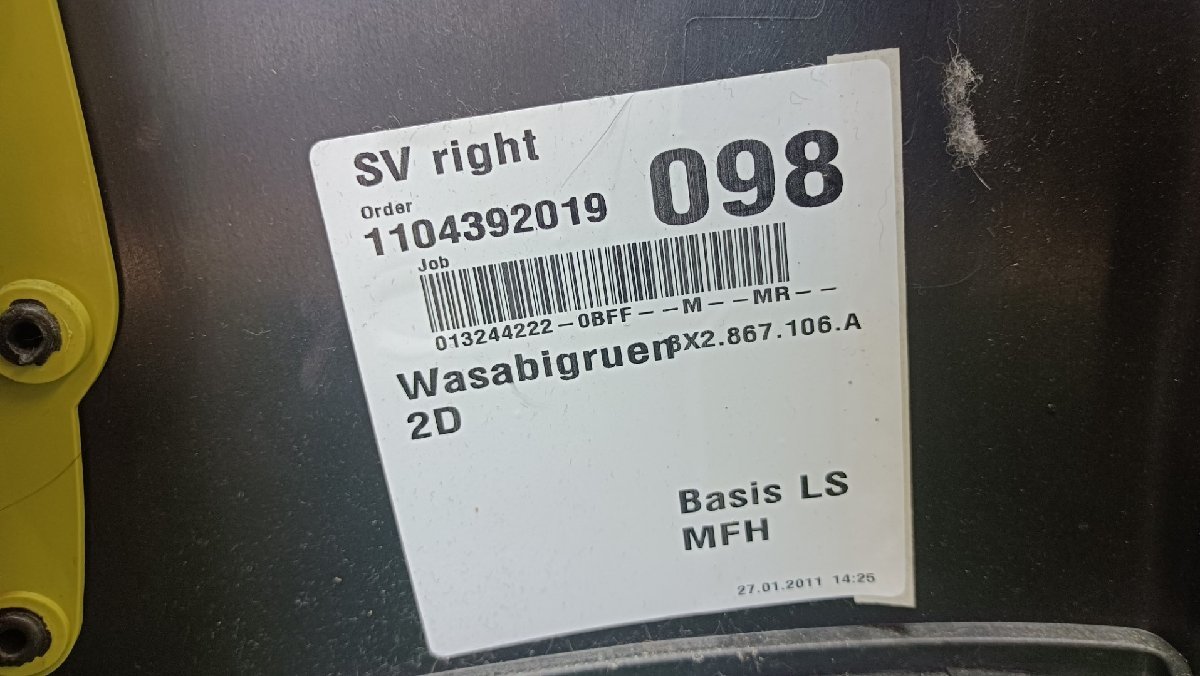 SV right
098
Order
1104392019
Job
013244222-0BFF--M--MR--
Wasabigruen
6X2.867.106.A
2D
Basis LS
MFH
27.01.2011 14:25